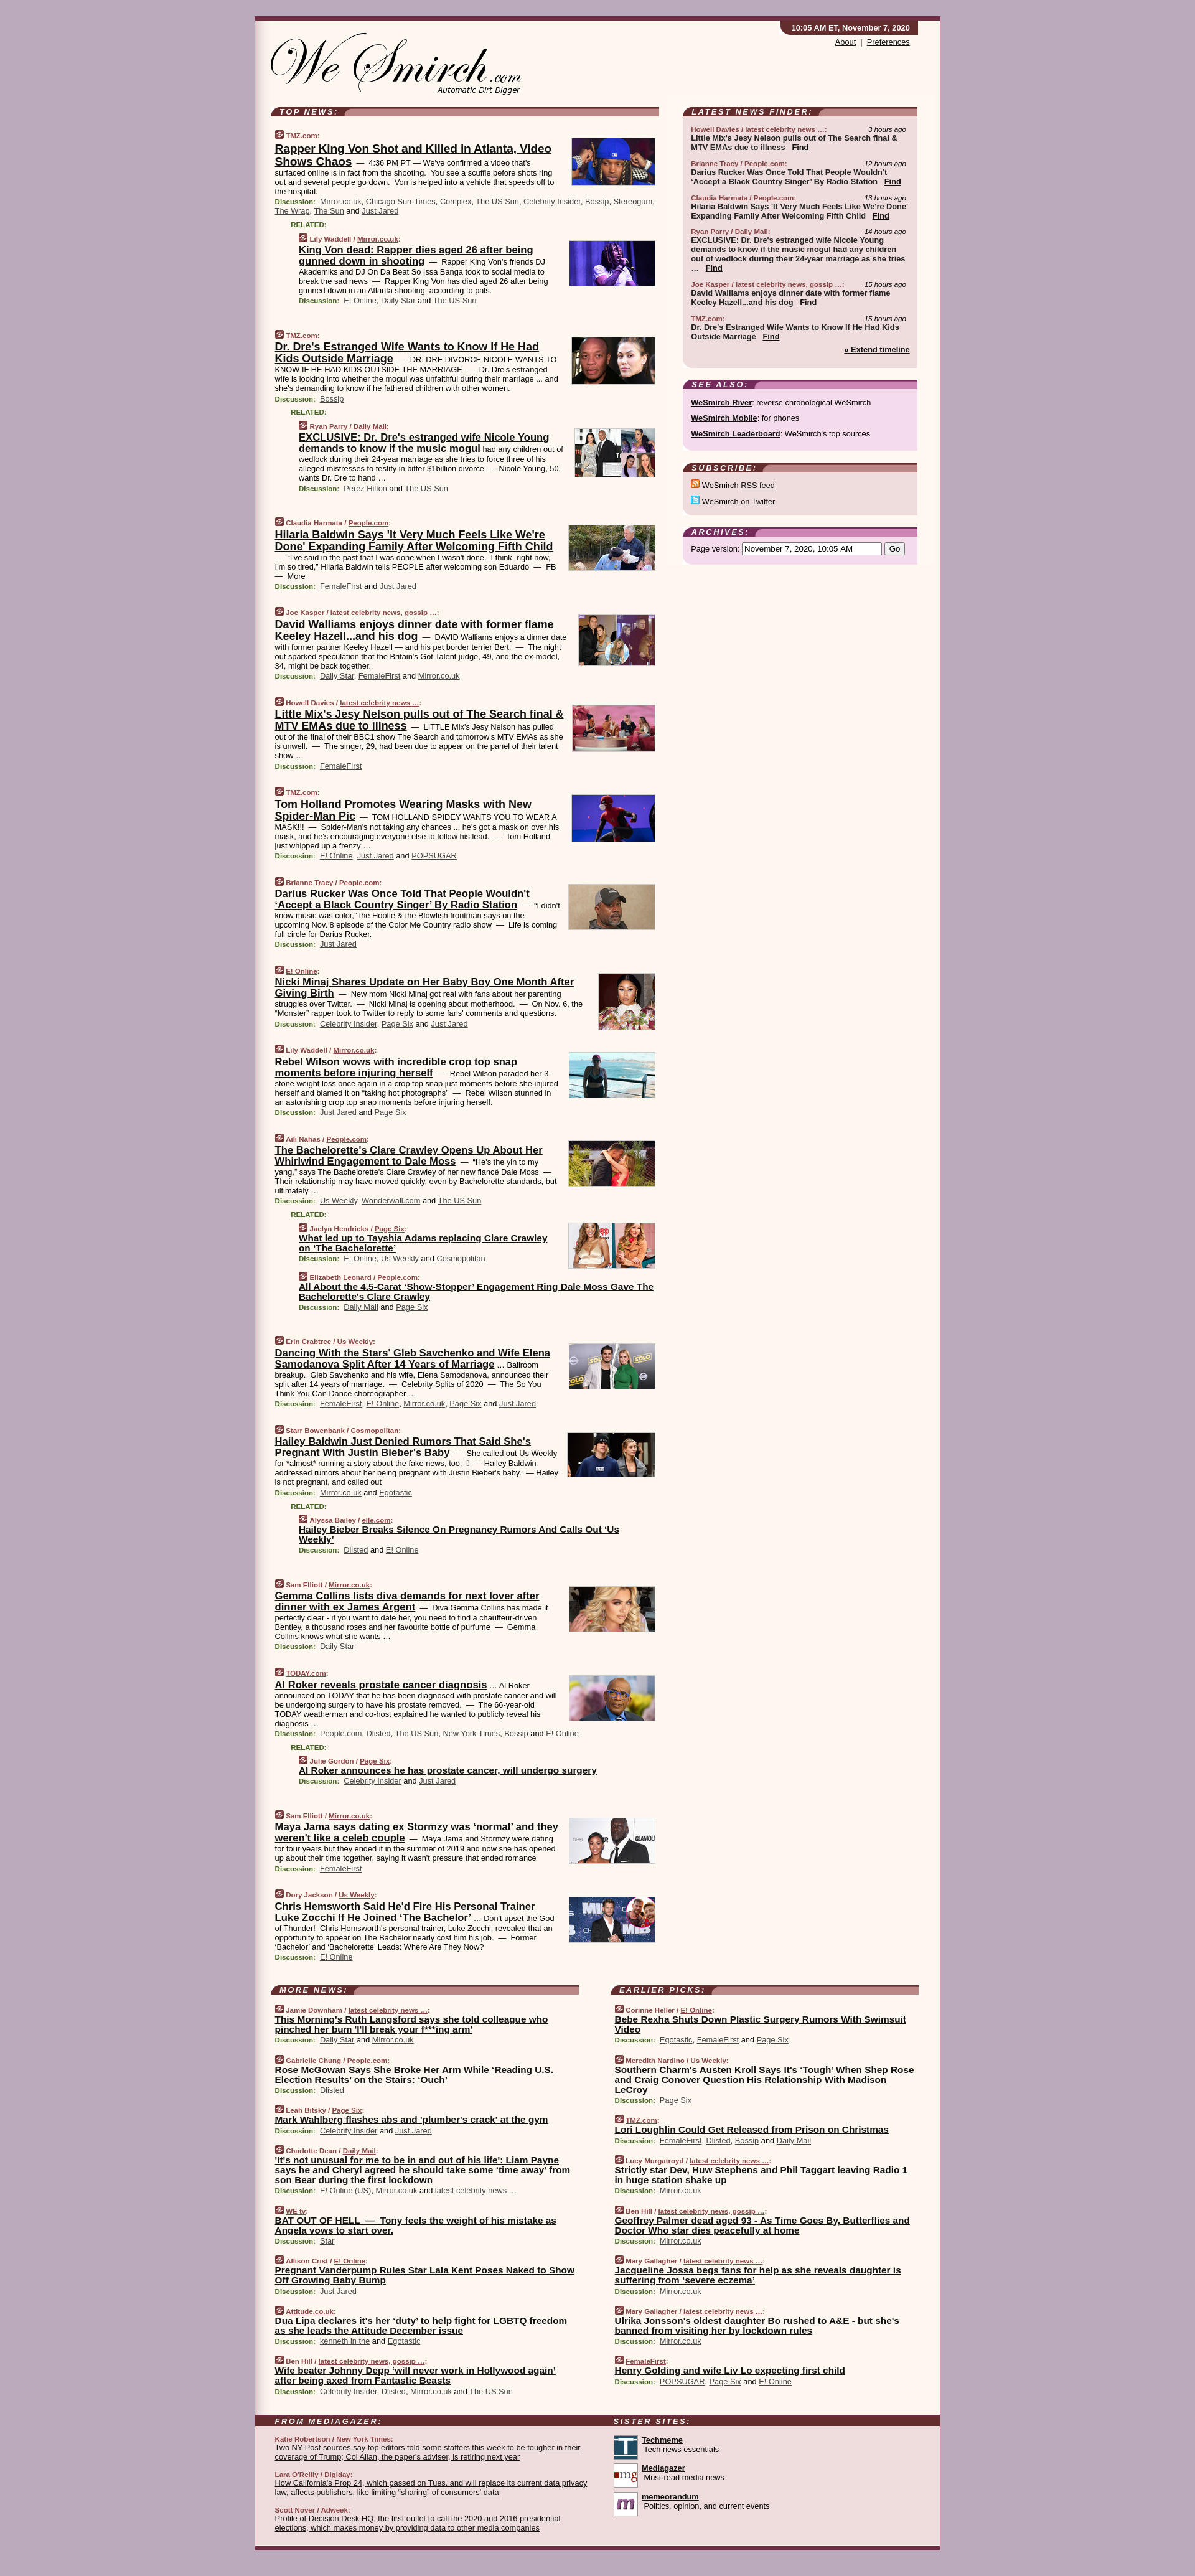 10:05 AM ET, November 7, 2020
About | Preferences
We Smirch.com
Automatic Dirt Digger
TOP NEWS:
TMZ.com:
Rapper King Von Shot and Killed in Atlanta, Video
Shows Chaos — 4:36 PM PT — We've confirmed a video that's
surfaced online is in fact from the shooting. You see a scuffle before shots ring
out and several people go down. Von is helped into a vehicle that speeds off to
the hospital.
Discussion: Mirror.co.uk, Chicago Sun-Times, Complex, The US Sun, Celebrity Insider, Bossip, Stereogum,
The Wrap, The Sun and Just Jared
RELATED:
Lily Waddell / Mirror.co.uk:
King Von dead: Rapper dies aged 26 after being
gunned down in shooting — Rapper King Von's friends DJ
Akademiks and DJ On Da Beat So Issa Banga took to social media to
break the sad news — Rapper King Von has died aged 26 after being
gunned down in an Atlanta shooting, according to pals.
Discussion: E! Online, Daily Star and The US Sun
TMZ.com:
Dr. Dre's Estranged Wife Wants to Know If He Had
Kids Outside Marriage — DR. DRE DIVORCE NICOLE WANTS TO
KNOW IF HE HAD KIDS OUTSIDE THE MARRIAGE — Dr. Dre's estranged
wife is looking into whether the mogul was unfaithful during their marriage ... and
she's demanding to know if he fathered children with other women.
Discussion: Bossip
RELATED:
Ryan Parry / Daily Mail:
EXCLUSIVE: Dr. Dre's estranged wife Nicole Young
demands to know if the music mogul had any children out of
wedlock during their 24-year marriage as she tries to force three of his
alleged mistresses to testify in bitter $1billion divorce — Nicole Young, 50,
wants Dr. Dre to hand …
Discussion: Perez Hilton and The US Sun
Claudia Harmata / People.com:
Hilaria Baldwin Says 'It Very Much Feels Like We're
Done' Expanding Family After Welcoming Fifth Child
— “I've said in the past that I was done when I wasn't done. I think, right now,
I'm so tired,” Hilaria Baldwin tells PEOPLE after welcoming son Eduardo — FB
— More
Discussion: FemaleFirst and Just Jared
Joe Kasper / latest celebrity news, gossip …:
David Walliams enjoys dinner date with former flame
Keeley Hazell...and his dog — DAVID Walliams enjoys a dinner date
with former partner Keeley Hazell — and his pet border terrier Bert. — The night
out sparked speculation that the Britain's Got Talent judge, 49, and the ex-model,
34, might be back together.
Discussion: Daily Star, FemaleFirst and Mirror.co.uk
Howell Davies / latest celebrity news …:
Little Mix's Jesy Nelson pulls out of The Search final &
MTV EMAs due to illness — LITTLE Mix's Jesy Nelson has pulled
out of the final of their BBC1 show The Search and tomorrow's MTV EMAs as she
is unwell. — The singer, 29, had been due to appear on the panel of their talent
show …
Discussion: FemaleFirst
TMZ.com:
Tom Holland Promotes Wearing Masks with New
Spider-Man Pic — TOM HOLLAND SPIDEY WANTS YOU TO WEAR A
MASK!!! — Spider-Man's not taking any chances ... he's got a mask on over his
mask, and he's encouraging everyone else to follow his lead. — Tom Holland
just whipped up a frenzy …
Discussion: E! Online, Just Jared and POPSUGAR
Brianne Tracy / People.com:
Darius Rucker Was Once Told That People Wouldn't
‘Accept a Black Country Singer’ By Radio Station — “I didn't
know music was color,” the Hootie & the Blowfish frontman says on the
upcoming Nov. 8 episode of the Color Me Country radio show — Life is coming
full circle for Darius Rucker.
Discussion: Just Jared
E! Online:
Nicki Minaj Shares Update on Her Baby Boy One Month After
Giving Birth — New mom Nicki Minaj got real with fans about her parenting
struggles over Twitter. — Nicki Minaj is opening about motherhood. — On Nov. 6, the
“Monster” rapper took to Twitter to reply to some fans' comments and questions.
Discussion: Celebrity Insider, Page Six and Just Jared
Lily Waddell / Mirror.co.uk:
Rebel Wilson wows with incredible crop top snap
moments before injuring herself — Rebel Wilson paraded her 3-
stone weight loss once again in a crop top snap just moments before she injured
herself and blamed it on “taking hot photographs” — Rebel Wilson stunned in
an astonishing crop top snap moments before injuring herself.
Discussion: Just Jared and Page Six
Aili Nahas / People.com:
The Bachelorette's Clare Crawley Opens Up About Her
Whirlwind Engagement to Dale Moss — “He's the yin to my
yang,” says The Bachelorette's Clare Crawley of her new fiancé Dale Moss —
Their relationship may have moved quickly, even by Bachelorette standards, but
ultimately …
Discussion: Us Weekly, Wonderwall.com and The US Sun
RELATED:
Jaclyn Hendricks / Page Six:
What led up to Tayshia Adams replacing Clare Crawley
on ‘The Bachelorette’
Discussion: E! Online, Us Weekly and Cosmopolitan
Elizabeth Leonard / People.com:
All About the 4.5-Carat ‘Show-Stopper’ Engagement Ring Dale Moss Gave The
Bachelorette's Clare Crawley
Discussion: Daily Mail and Page Six
Erin Crabtree / Us Weekly:
Dancing With the Stars' Gleb Savchenko and Wife Elena
Samodanova Split After 14 Years of Marriage … Ballroom
breakup. Gleb Savchenko and his wife, Elena Samodanova, announced their
split after 14 years of marriage. — Celebrity Splits of 2020 — The So You
Think You Can Dance choreographer …
Discussion: FemaleFirst, E! Online, Mirror.co.uk, Page Six and Just Jared
Starr Bowenbank / Cosmopolitan:
Hailey Baldwin Just Denied Rumors That Said She's
Pregnant With Justin Bieber's Baby — She called out Us Weekly
for *almost* running a story about the fake news, too. — Hailey Baldwin
addressed rumors about her being pregnant with Justin Bieber's baby. — Hailey
is not pregnant, and called out
Discussion: Mirror.co.uk and Egotastic
RELATED:
Alyssa Bailey / elle.com:
Hailey Bieber Breaks Silence On Pregnancy Rumors And Calls Out ‘Us
Weekly’
Discussion: Dlisted and E! Online
Sam Elliott / Mirror.co.uk:
Gemma Collins lists diva demands for next lover after
dinner with ex James Argent — Diva Gemma Collins has made it
perfectly clear - if you want to date her, you need to find a chauffeur-driven
Bentley, a thousand roses and her favourite bottle of purfume — Gemma
Collins knows what she wants …
Discussion: Daily Star
TODAY.com:
Al Roker reveals prostate cancer diagnosis … Al Roker
announced on TODAY that he has been diagnosed with prostate cancer and will
be undergoing surgery to have his prostate removed. — The 66-year-old
TODAY weatherman and co-host explained he wanted to publicly reveal his
diagnosis …
Discussion: People.com, Dlisted, The US Sun, New York Times, Bossip and E! Online
RELATED:
Julie Gordon / Page Six:
Al Roker announces he has prostate cancer, will undergo surgery
Discussion: Celebrity Insider and Just Jared
Sam Elliott / Mirror.co.uk:
Maya Jama says dating ex Stormzy was ‘normal’ and they
weren't like a celeb couple — Maya Jama and Stormzy were dating
for four years but they ended it in the summer of 2019 and now she has opened
up about their time together, saying it wasn't pressure that ended romance
Discussion: FemaleFirst
Dory Jackson / Us Weekly:
Chris Hemsworth Said He'd Fire His Personal Trainer
Luke Zocchi If He Joined ‘The Bachelor’ … Don't upset the God
of Thunder! Chris Hemsworth's personal trainer, Luke Zocchi, revealed that an
opportunity to appear on The Bachelor nearly cost him his job. — Former
‘Bachelor’ and ‘Bachelorette’ Leads: Where Are They Now?
Discussion: E! Online
LATEST NEWS FINDER:
Howell Davies / latest celebrity news …: 3 hours ago
Little Mix's Jesy Nelson pulls out of The Search final &
MTV EMAs due to illness Find
Brianne Tracy / People.com: 12 hours ago
Darius Rucker Was Once Told That People Wouldn't
‘Accept a Black Country Singer’ By Radio Station Find
Claudia Harmata / People.com: 13 hours ago
Hilaria Baldwin Says 'It Very Much Feels Like We're Done'
Expanding Family After Welcoming Fifth Child Find
Ryan Parry / Daily Mail: 14 hours ago
EXCLUSIVE: Dr. Dre's estranged wife Nicole Young
demands to know if the music mogul had any children
out of wedlock during their 24-year marriage as she tries
… Find
Joe Kasper / latest celebrity news, gossip …: 15 hours ago
David Walliams enjoys dinner date with former flame
Keeley Hazell...and his dog Find
TMZ.com: 15 hours ago
Dr. Dre's Estranged Wife Wants to Know If He Had Kids
Outside Marriage Find
» Extend timeline
SEE ALSO:
WeSmirch River: reverse chronological WeSmirch
WeSmirch Mobile: for phones
WeSmirch Leaderboard: WeSmirch's top sources
SUBSCRIBE:
WeSmirch RSS feed
WeSmirch on Twitter
ARCHIVES:
Page version: November 7, 2020, 10:05 AM Go
MORE NEWS:
Jamie Downham / latest celebrity news …:
This Morning's Ruth Langsford says she told colleague who
pinched her bum 'I'll break your f***ing arm'
Discussion: Daily Star and Mirror.co.uk
Gabrielle Chung / People.com:
Rose McGowan Says She Broke Her Arm While ‘Reading U.S.
Election Results’ on the Stairs: ‘Ouch’
Discussion: Dlisted
Leah Bitsky / Page Six:
Mark Wahlberg flashes abs and 'plumber's crack' at the gym
Discussion: Celebrity Insider and Just Jared
Charlotte Dean / Daily Mail:
'It's not unusual for me to be in and out of his life': Liam Payne
says he and Cheryl agreed he should take some ‘time away’ from
son Bear during the first lockdown
Discussion: E! Online (US), Mirror.co.uk and latest celebrity news …
WE tv:
BAT OUT OF HELL — Tony feels the weight of his mistake as
Angela vows to start over.
Discussion: Star
Allison Crist / E! Online:
Pregnant Vanderpump Rules Star Lala Kent Poses Naked to Show
Off Growing Baby Bump
Discussion: Just Jared
Attitude.co.uk:
Dua Lipa declares it's her ‘duty’ to help fight for LGBTQ freedom
as she leads the Attitude December issue
Discussion: kenneth in the and Egotastic
Ben Hill / latest celebrity news, gossip …:
Wife beater Johnny Depp ‘will never work in Hollywood again’
after being axed from Fantastic Beasts
Discussion: Celebrity Insider, Dlisted, Mirror.co.uk and The US Sun
EARLIER PICKS:
Corinne Heller / E! Online:
Bebe Rexha Shuts Down Plastic Surgery Rumors With Swimsuit
Video
Discussion: Egotastic, FemaleFirst and Page Six
Meredith Nardino / Us Weekly:
Southern Charm's Austen Kroll Says It's ‘Tough’ When Shep Rose
and Craig Conover Question His Relationship With Madison
LeCroy
Discussion: Page Six
TMZ.com:
Lori Loughlin Could Get Released from Prison on Christmas
Discussion: FemaleFirst, Dlisted, Bossip and Daily Mail
Lucy Murgatroyd / latest celebrity news …:
Strictly star Dev, Huw Stephens and Phil Taggart leaving Radio 1
in huge station shake up
Discussion: Mirror.co.uk
Ben Hill / latest celebrity news, gossip …:
Geoffrey Palmer dead aged 93 - As Time Goes By, Butterflies and
Doctor Who star dies peacefully at home
Discussion: Mirror.co.uk
Mary Gallagher / latest celebrity news …:
Jacqueline Jossa begs fans for help as she reveals daughter is
suffering from ‘severe eczema’
Discussion: Mirror.co.uk
Mary Gallagher / latest celebrity news …:
Ulrika Jonsson's oldest daughter Bo rushed to A&E - but she's
banned from visiting her by lockdown rules
Discussion: Mirror.co.uk
FemaleFirst:
Henry Golding and wife Liv Lo expecting first child
Discussion: POPSUGAR, Page Six and E! Online
FROM MEDIAGAZER:
Katie Robertson / New York Times:
Two NY Post sources say top editors told some staffers this week to be tougher in their
coverage of Trump; Col Allan, the paper's adviser, is retiring next year
Lara O'Reilly / Digiday:
How California's Prop 24, which passed on Tues. and will replace its current data privacy
law, affects publishers, like limiting “sharing” of consumers' data
Scott Nover / Adweek:
Profile of Decision Desk HQ, the first outlet to call the 2020 and 2016 presidential
elections, which makes money by providing data to other media companies
SISTER SITES:
Techmeme
Tech news essentials
mg
Mediagazer
Must-read media news
m
memeorandum
Politics, opinion, and current events